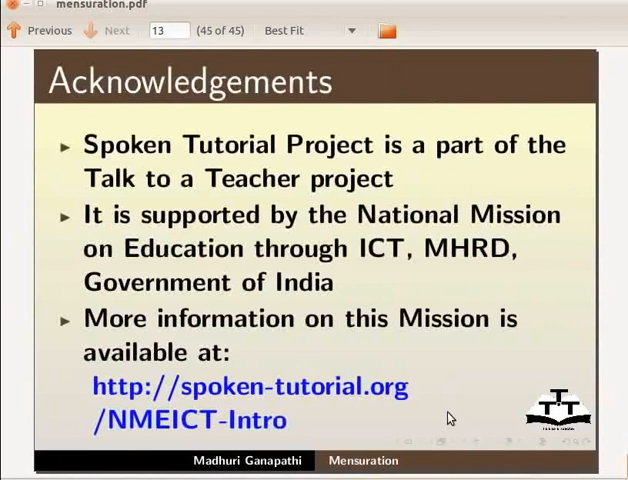 mensuration.pdf
Previous Next 13 (45 of 45) Best Fit
Acknowledgements
Spoken Tutorial Project is a part of the
Talk to a Teacher project
It is supported by the National Mission
on Education through ICT, MHRD,
Government of India
More information on this Mission is
available at:
http://spoken-tutorial.org
/NMEICT-Intro
Madhuri Ganapathi Mensuration